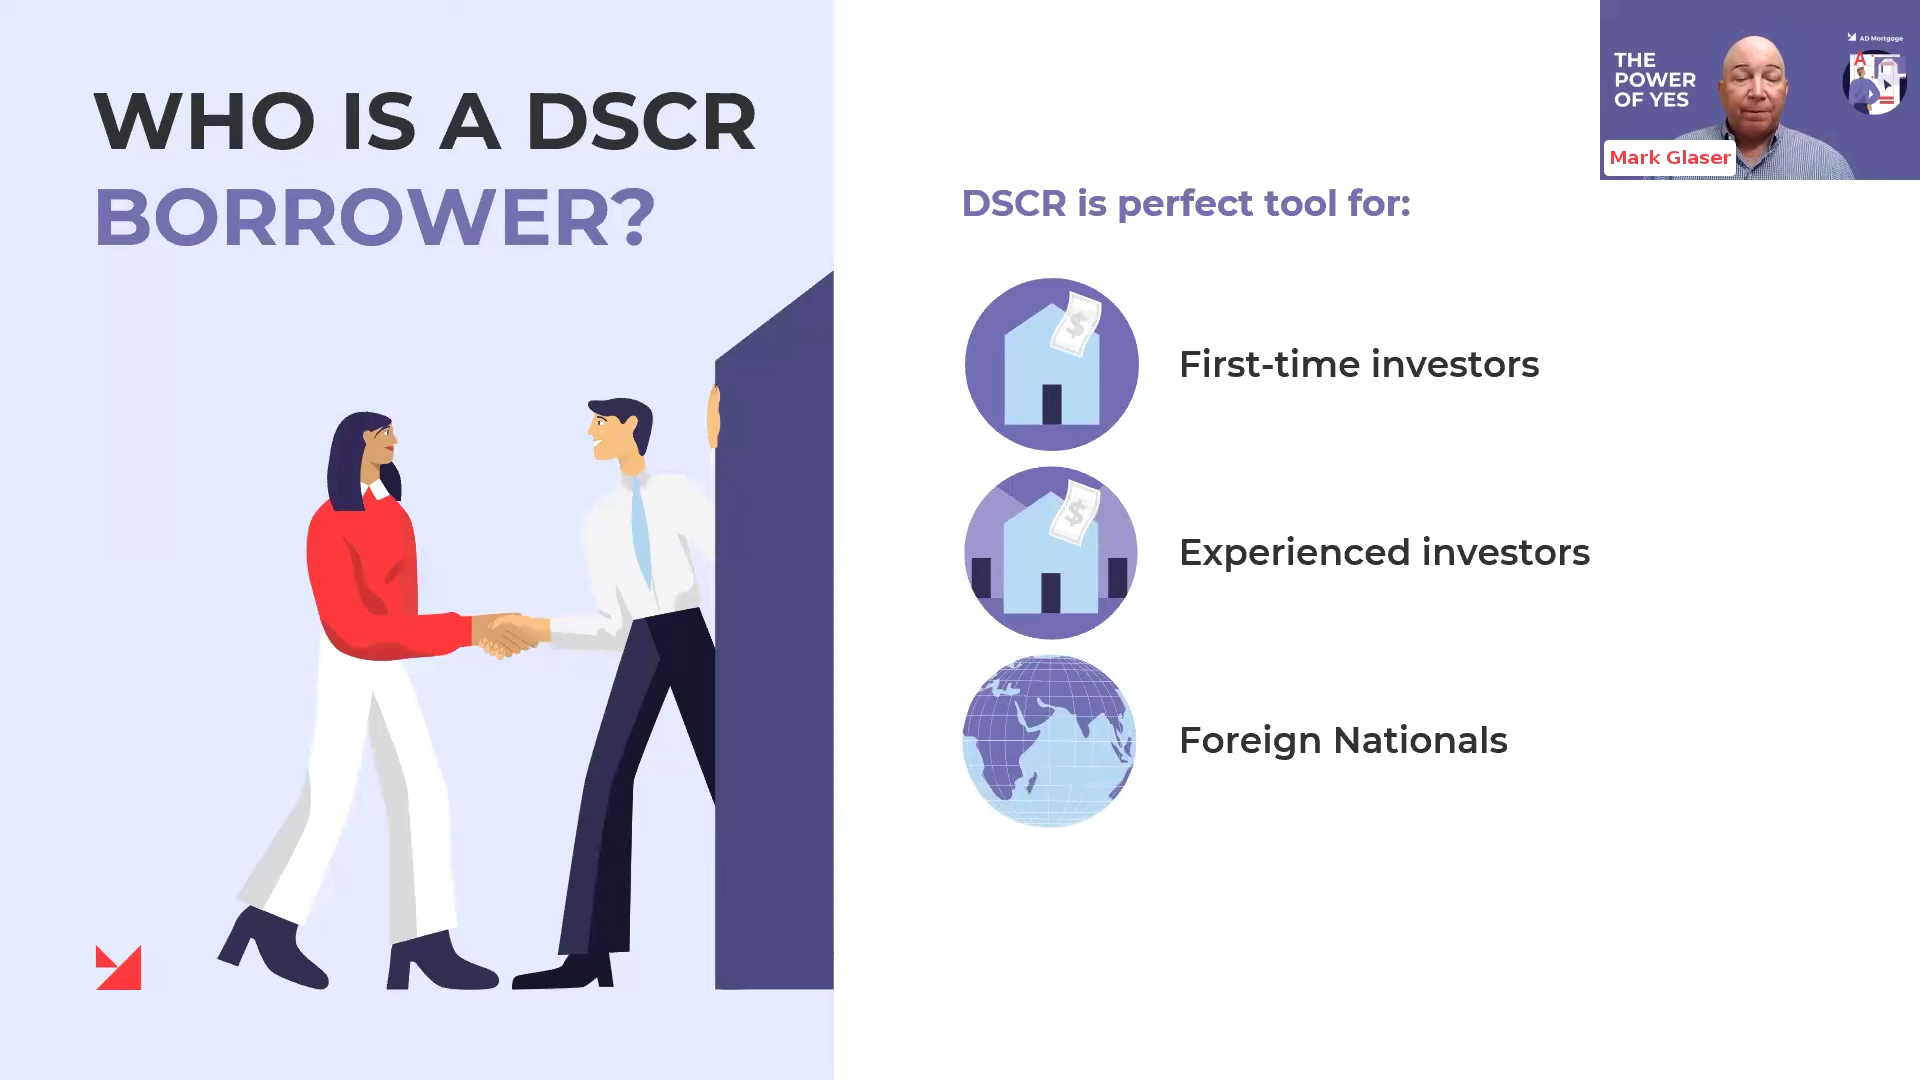 WHO IS A DSCR
BORROWER?
DSCR is perfect tool for:
First-time investors
Experienced investors
Foreign Nationals
THE
POWER
OF YES
AD Mortgage
A
Mark Glaser